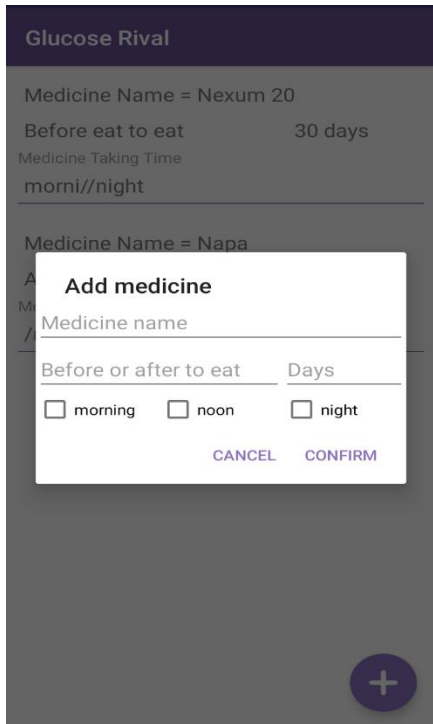 Glucose Rival
Medicine Name = Nexum 20
Before eat to eat 30 days
Medicine Taking Time
morni//night
Medicine Name = Napa
A
Me
/
Add medicine
Medicine name
Before or after to eat Days
morning noon night
CANCEL CONFIRM